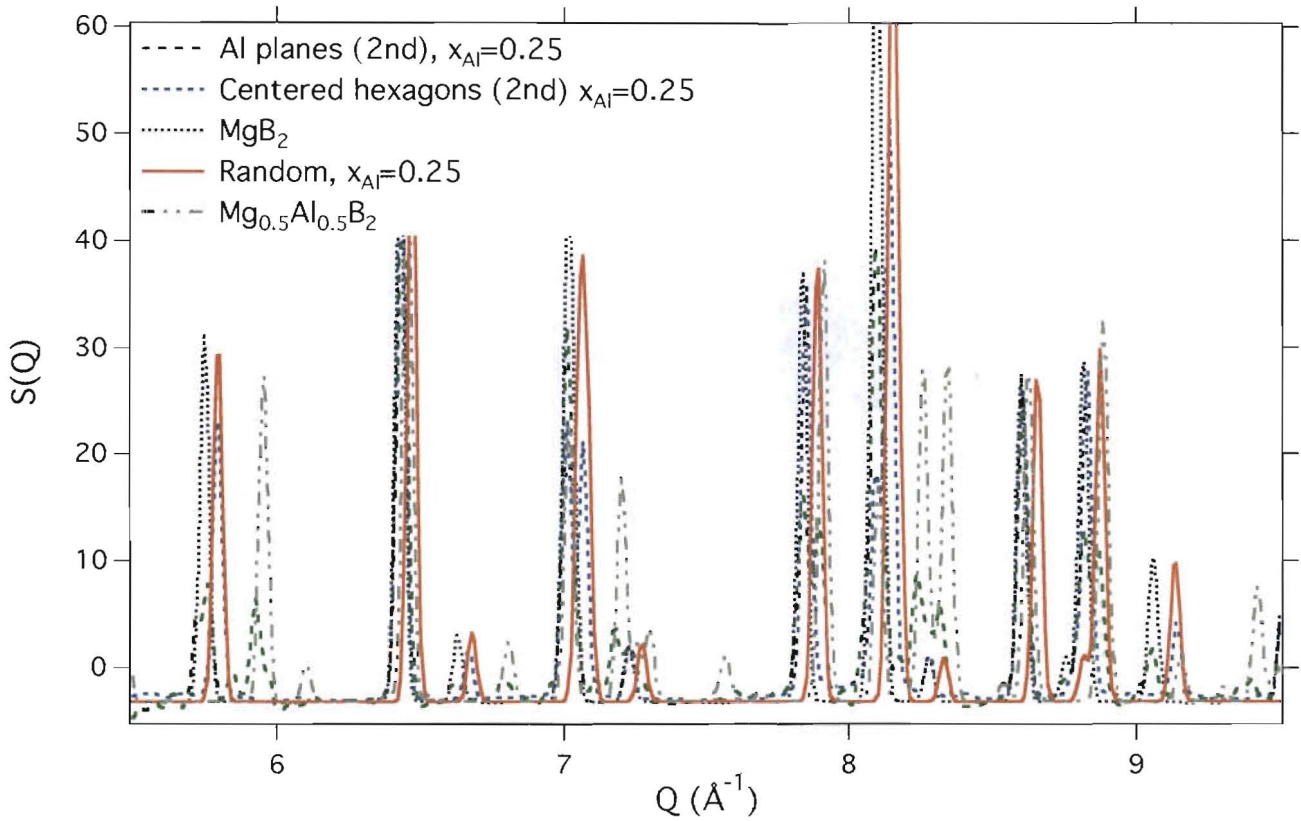 60
50
40
30
20
10
0
S(Q)
Al planes (2nd), xAl=0.25
Centered hexagons (2nd) xAl=0.25
MgB2
Random, xAl=0.25
Mg0.5Al0.5B2
6
7
8
9
Q (Å-1)